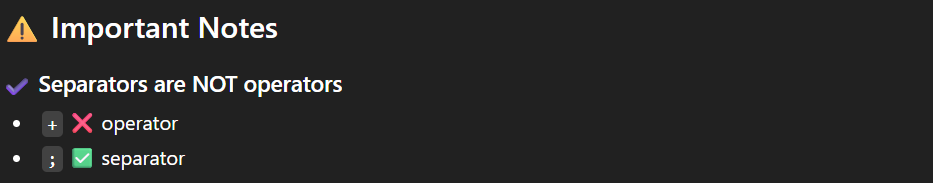 ⚠️ Important Notes
✔ Separators are NOT operators
• + ❌ operator
• ; ✅ separator